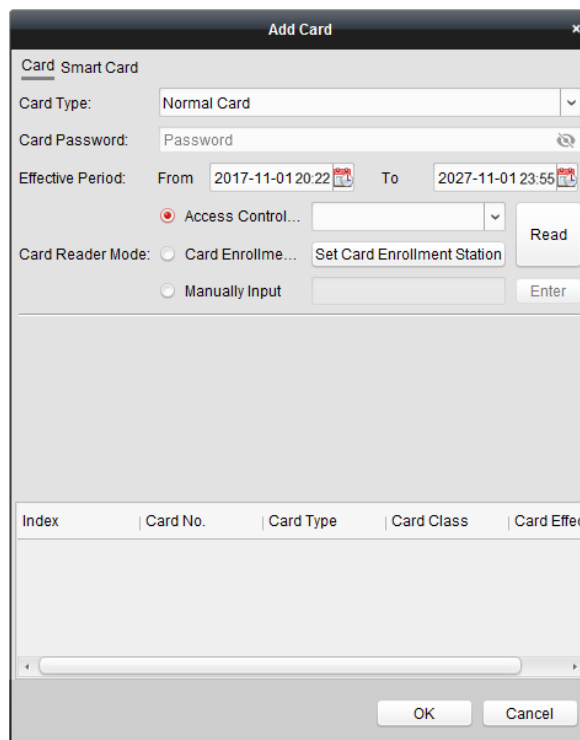 Add Card ×
Card Smart Card
Card Type: Normal Card
Card Password: Password
Effective Period: From 2017-11-01 20:22 To 2027-11-01 23:55
Access Control...
Read
Card Reader Mode: Card Enrollme... Set Card Enrollment Station
Manually Input Enter
Index Card No. Card Type Card Class Card Effec
OK Cancel